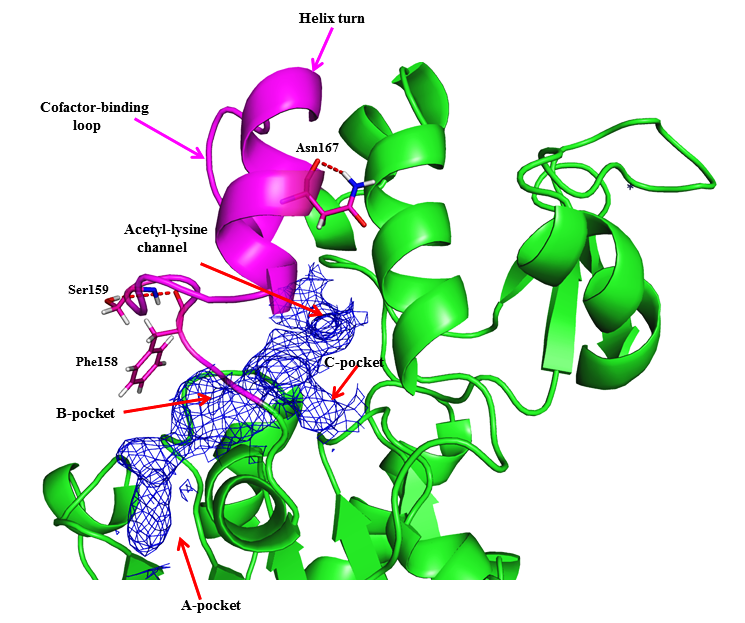 Helix turn
Cofactor-binding
loop
Asn167
Acetyl-lysine
channel
Ser159
Phe158
C-pocket
B-pocket
A-pocket
*